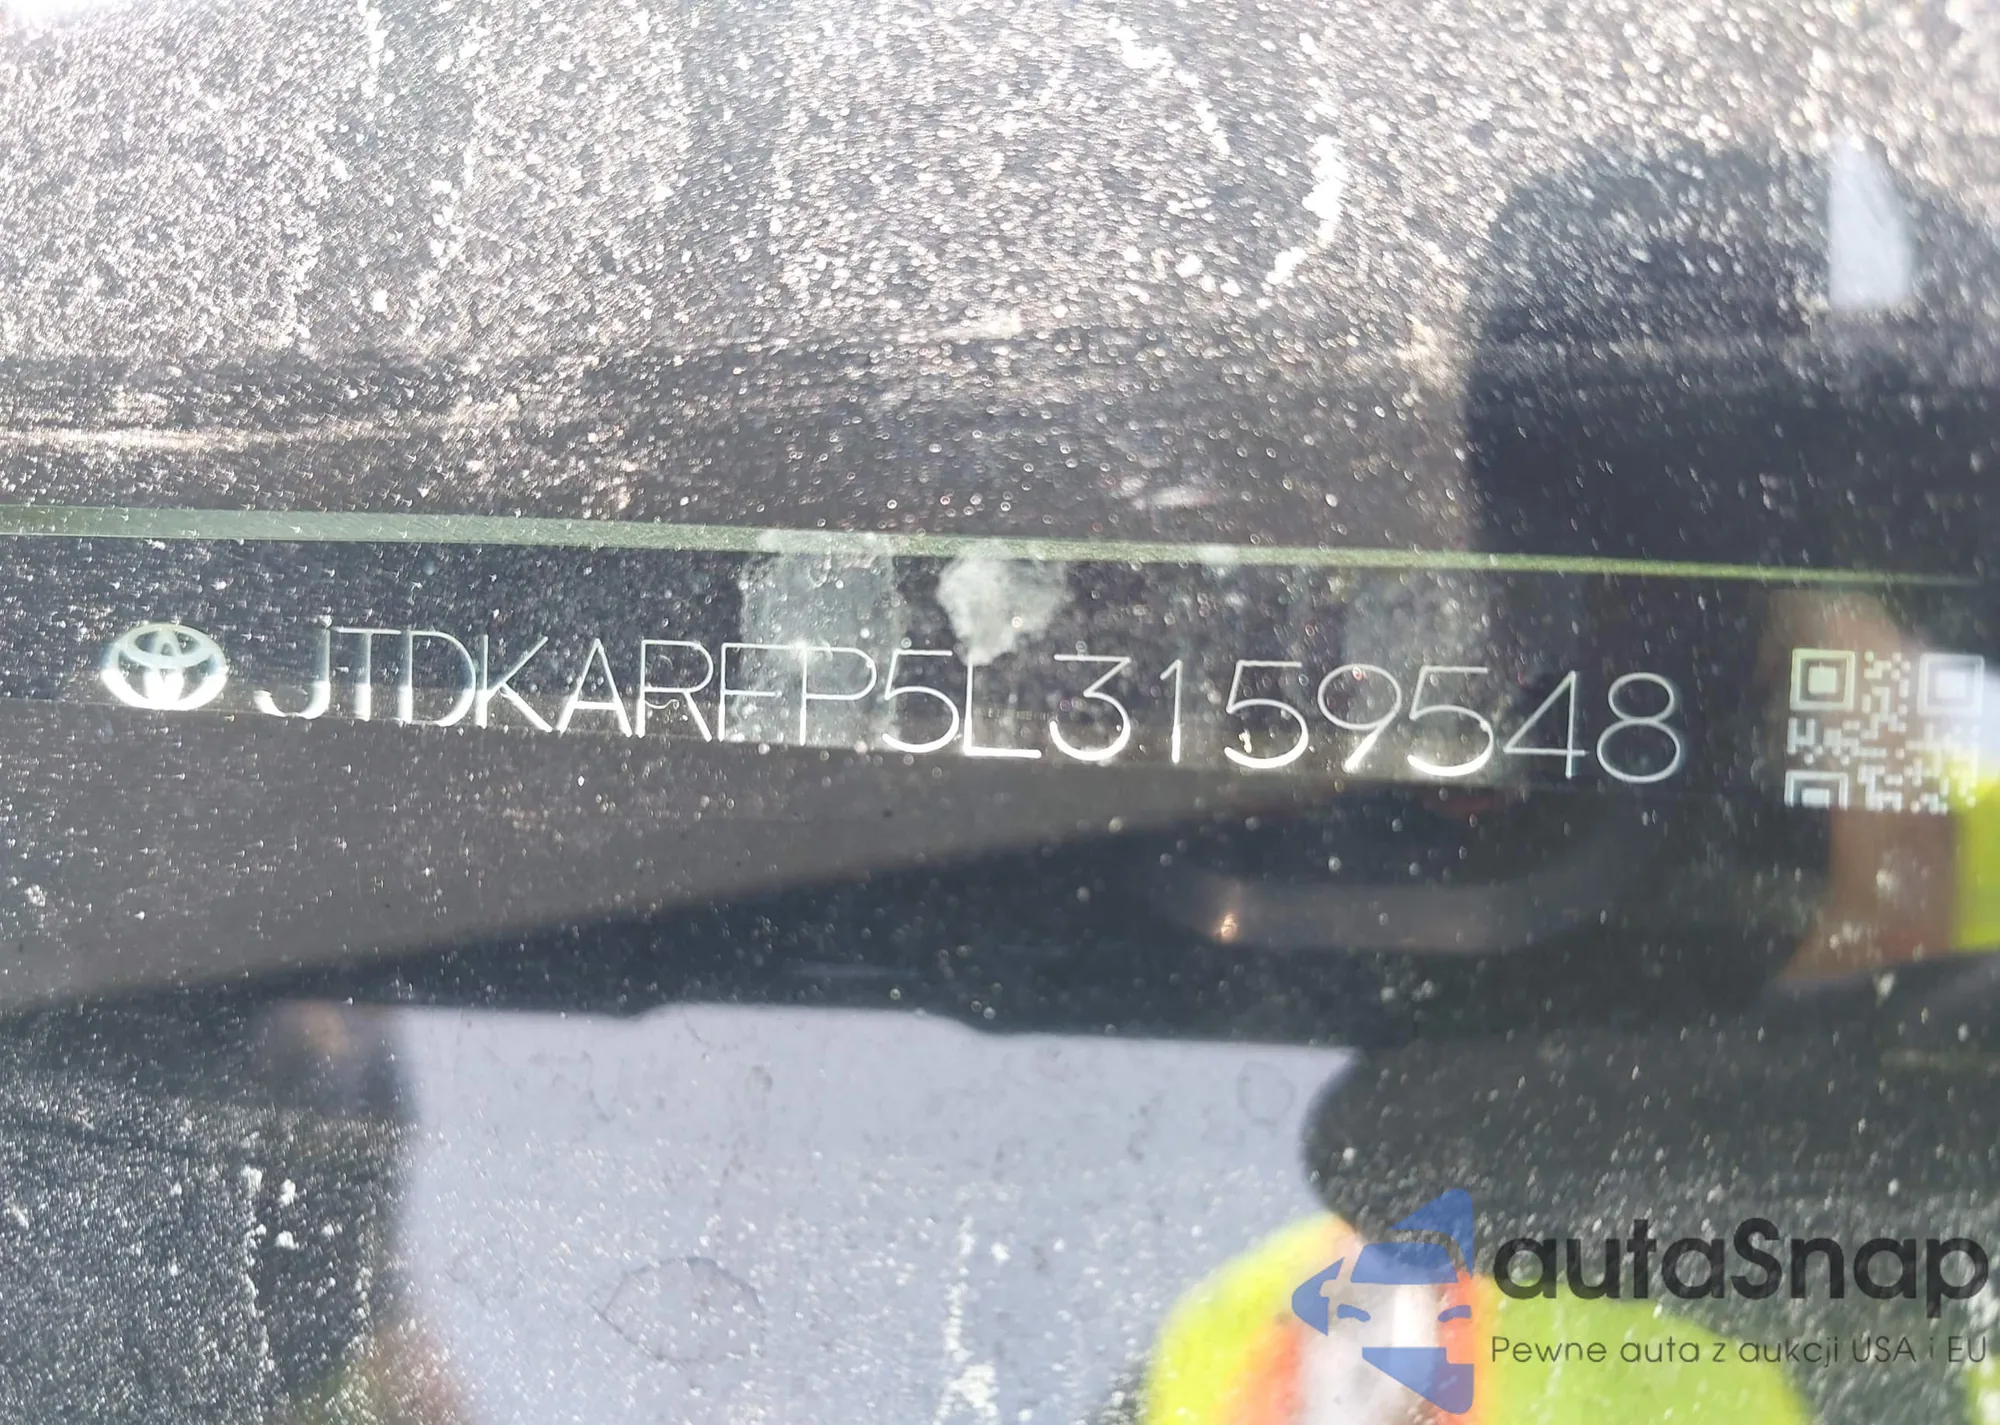 JTDKARFP5L3159548
autaSnap
Pewne auta z aukcji USA i EU